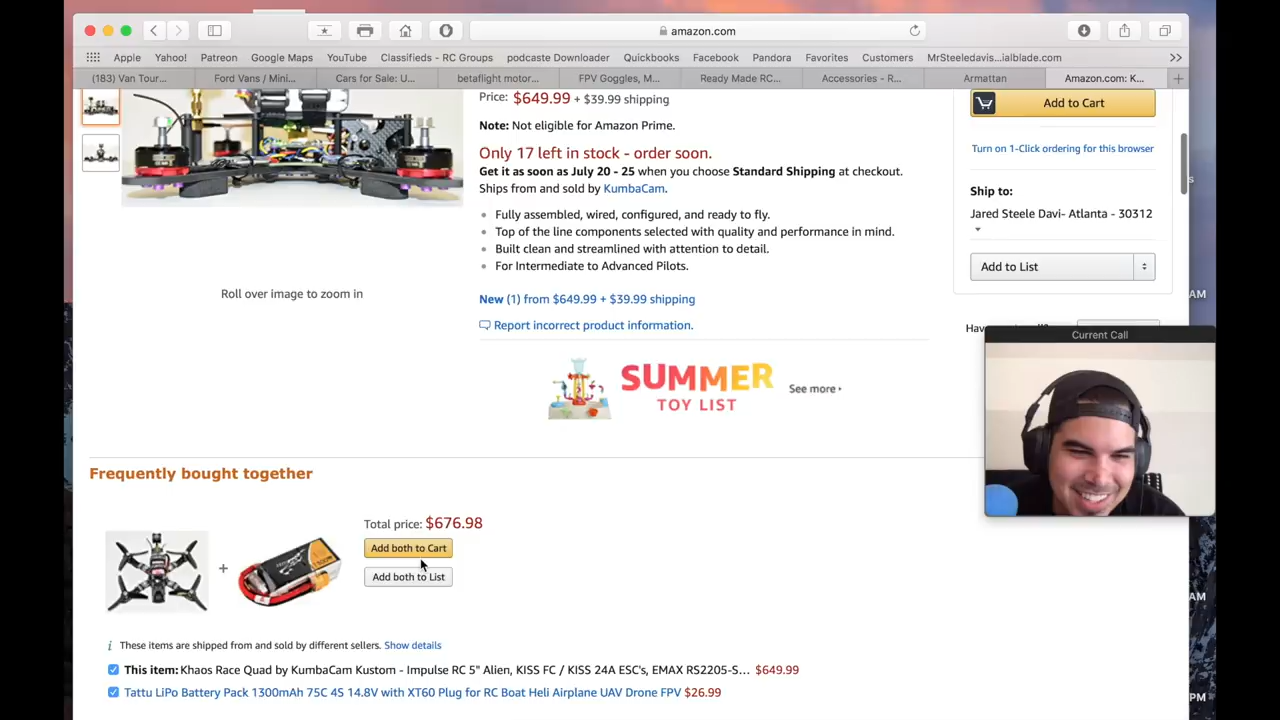 amazon.com
Apple Yahoo! Patreon Google Maps YouTube Classifieds - RC Groups podcaste Downloader Quickbooks Facebook Pandora Favorites Customers MrSteeledavis...ialblade.com
(183) Van Tour... Ford Vans / Mini... Cars for Sale: U... betaflight motor... FPV Goggles, M... Ready Made RC... Accessories - R... Armattan Amazon.com: K...
Price: $649.99 + $39.99 shipping
Add to Cart
Note: Not eligible for Amazon Prime.
Turn on 1-Click ordering for this browser
Only 17 left in stock - order soon.
Get it as soon as July 20 - 25 when you choose Standard Shipping at checkout.
Ships from and sold by KumbaCam.
Ship to:
Jared Steele Davi- Atlanta - 30312
Fully assembled, wired, configured, and ready to fly.
Top of the line components selected with quality and performance in mind.
Built clean and streamlined with attention to detail.
For Intermediate to Advanced Pilots.
Add to List
Roll over image to zoom in
New (1) from $649.99 + $39.99 shipping
AM
Report incorrect product information.
Current Call
SUMMER
TOY LIST
See more
Frequently bought together
Total price: $676.98
Add both to Cart
Add both to List
AM
These items are shipped from and sold by different sellers. Show details
This item: Khaos Race Quad by KumbaCam Kustom - Impulse RC 5" Alien, KISS FC / KISS 24A ESC's, EMAX RS2205-S... $649.99
Tattu LiPo Battery Pack 1300mAh 75C 4S 14.8V with XT60 Plug for RC Boat Heli Airplane UAV Drone FPV $26.99
PM